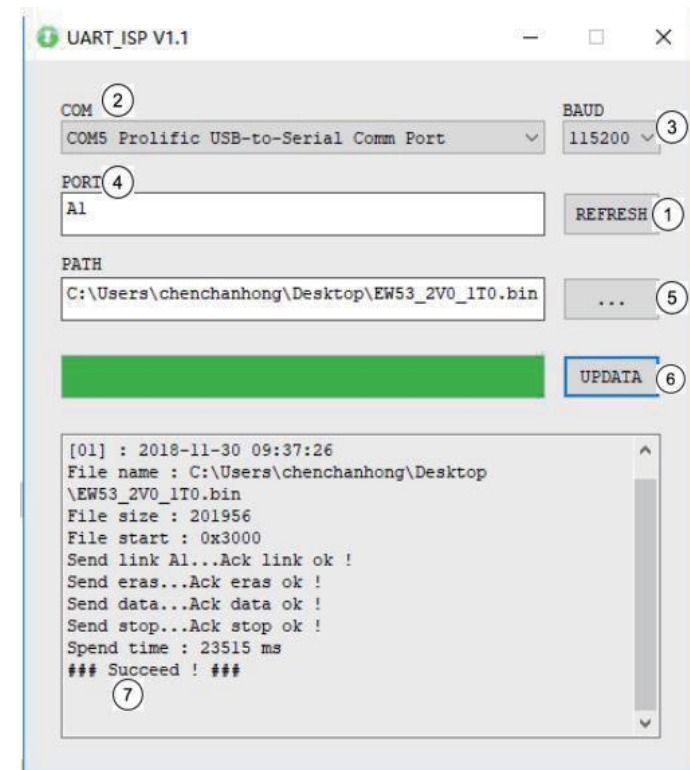 UART_ISP V1.1
COM 2
BAUD
COM5 Prolific USB-to-Serial Comm Port
115200 3
PORT 4
A1
REFRESH 1
PATH
C:\Users\chenchanhong\Desktop\EW53_2V0_1T0.bin
... 5
UPDATA 6
[01] : 2018-11-30 09:37:26
File name : C:\Users\chenchanhong\Desktop
\EW53_2V0_1T0.bin
File size : 201956
File start : 0x3000
Send link A1...Ack link ok !
Send eras...Ack eras ok !
Send data...Ack data ok !
Send stop...Ack stop ok !
Spend time : 23515 ms
### Succeed ! ###
7